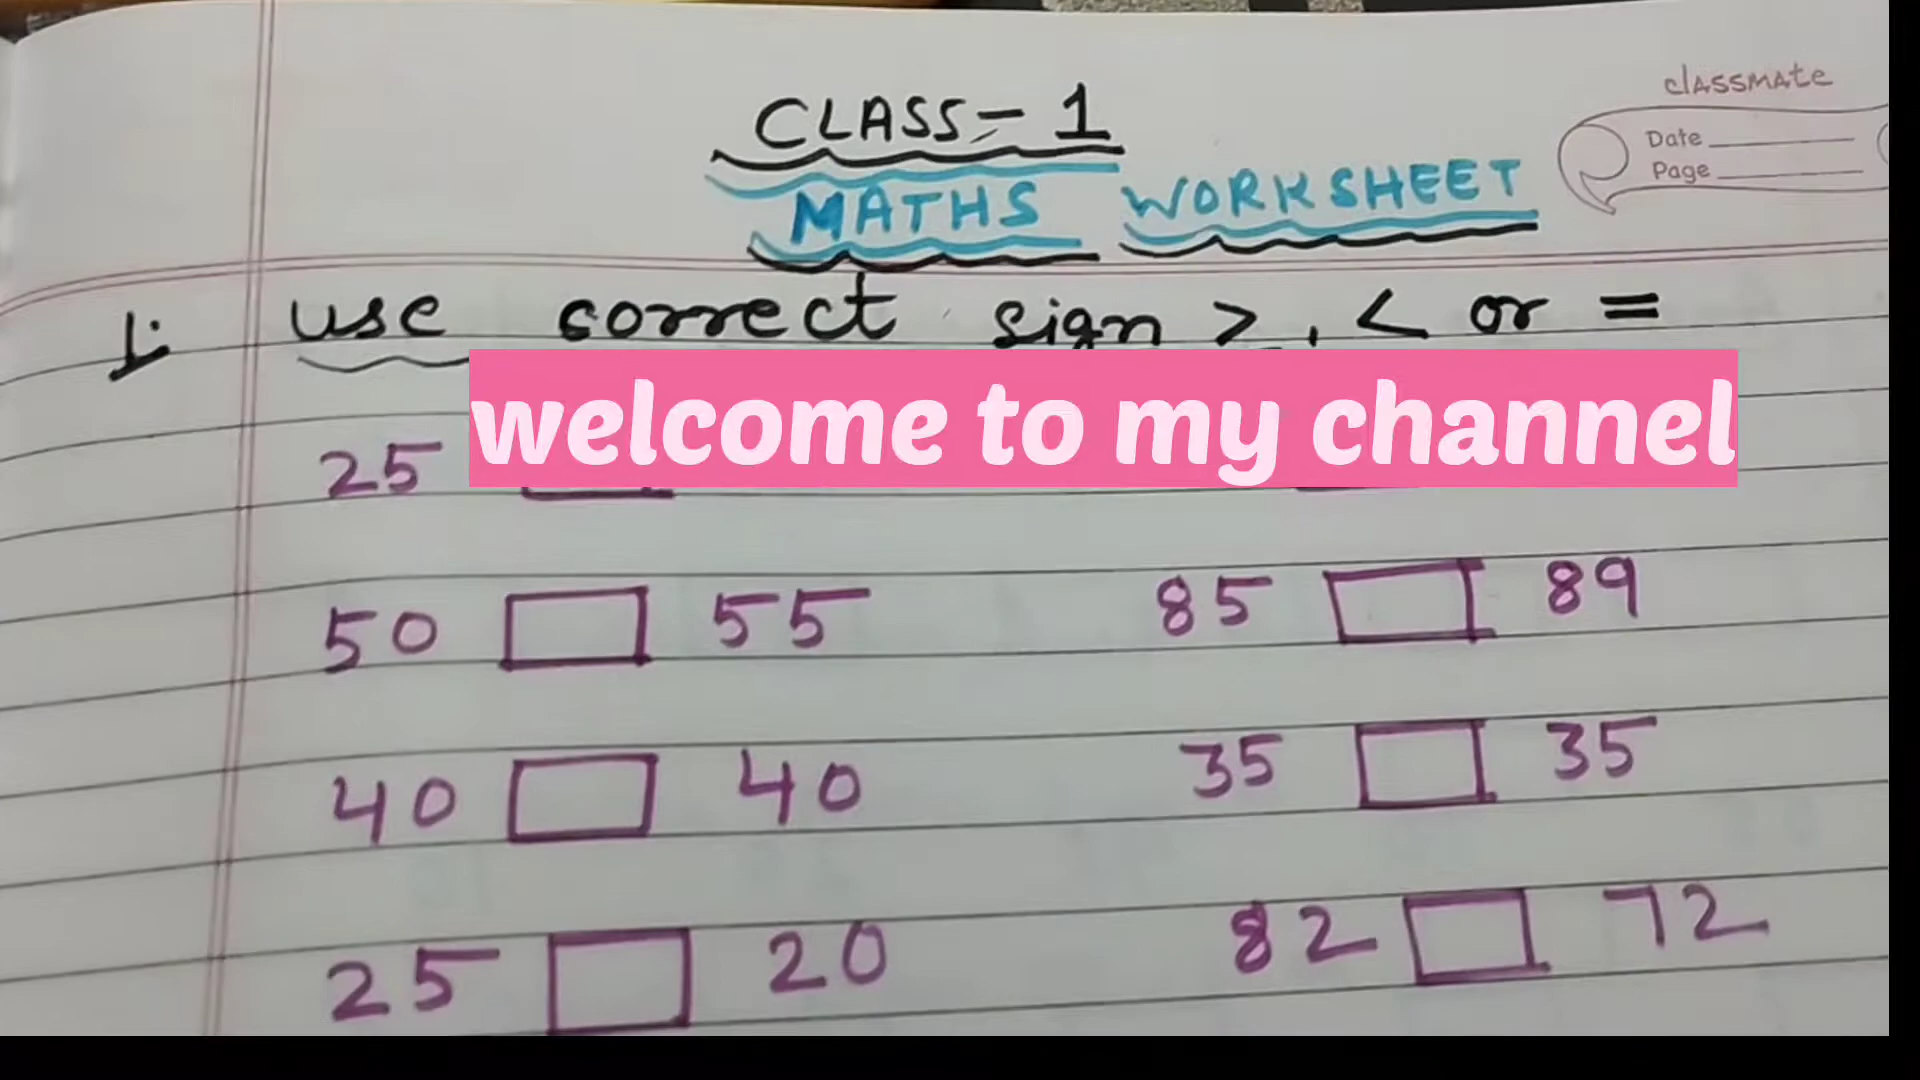 classmate
Date
Page
CLASS - 1
MATHS WORKSHEET
1. use correct sign >, < or =
welcome to my channel
25
50 55 85 89
40 40 35 35
25 20 82 72